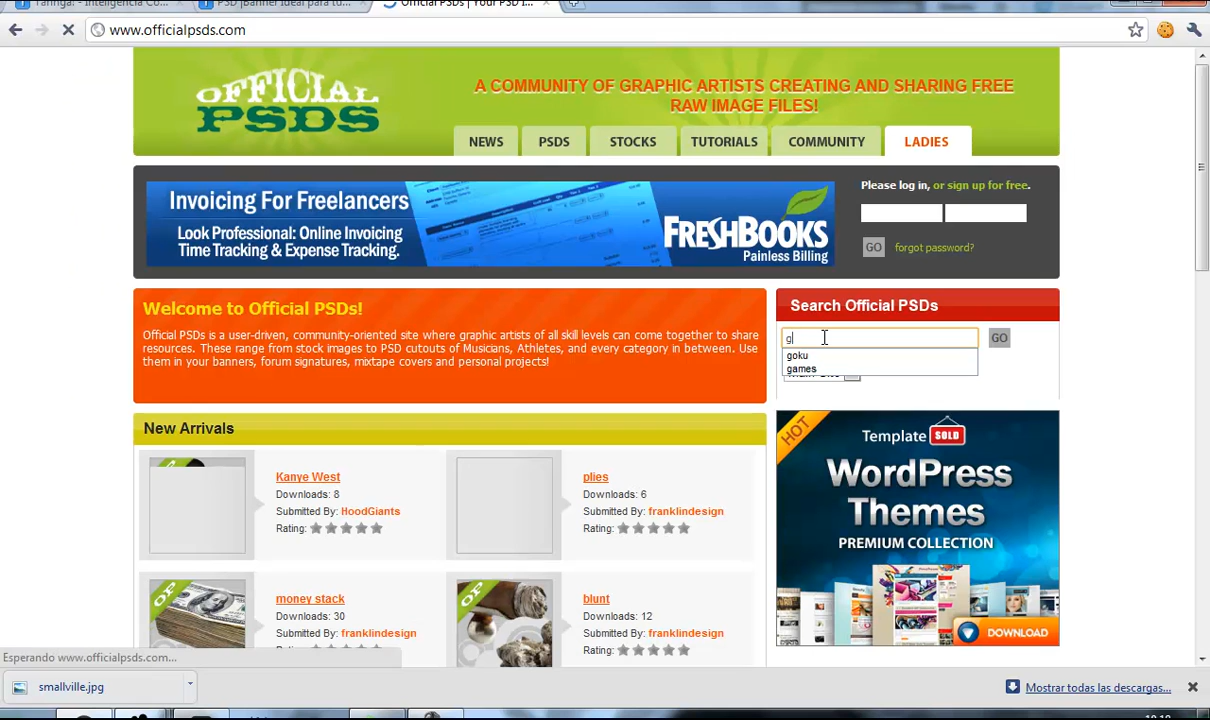 Taringa! - Inteligencia Co...
PSD |Banner Ideal para tu...
Official PSDs | Your PSD I...
www.officialpsds.com
OFFICIAL
PSDS
A COMMUNITY OF GRAPHIC ARTISTS CREATING AND SHARING FREE
RAW IMAGE FILES!
NEWS
PSDS
STOCKS
TUTORIALS
COMMUNITY
LADIES
Invoicing For Freelancers
Look Professional: Online Invoicing
Time Tracking & Expense Tracking.
FRESHBOOKS
Painless Billing
Please log in, or sign up for free.
GO
forgot password?
Welcome to Official PSDs!
Official PSDs is a user-driven, community-oriented site where graphic artists of all skill levels can come together to share
resources. These range from stock images to PSD cutouts of Musicians, Athletes, and every category in between. Use
them in your banners, forum signatures, mixtape covers and personal projects!
Search Official PSDs
g
GO
goku
games
New Arrivals
Kanye West
Downloads: 8
Submitted By: HoodGiants
Rating:
plies
Downloads: 6
Submitted By: franklindesign
Rating:
OP
money stack
Downloads: 30
Submitted By: franklindesign
OP
blunt
Downloads: 12
Submitted By: franklindesign
Rating:
HOT
Template SOLD
WordPress
Themes
PREMIUM COLLECTION
DOWNLOAD
Esperando www.officialpsds.com...
smallville.jpg
Mostrar todas las descargas...